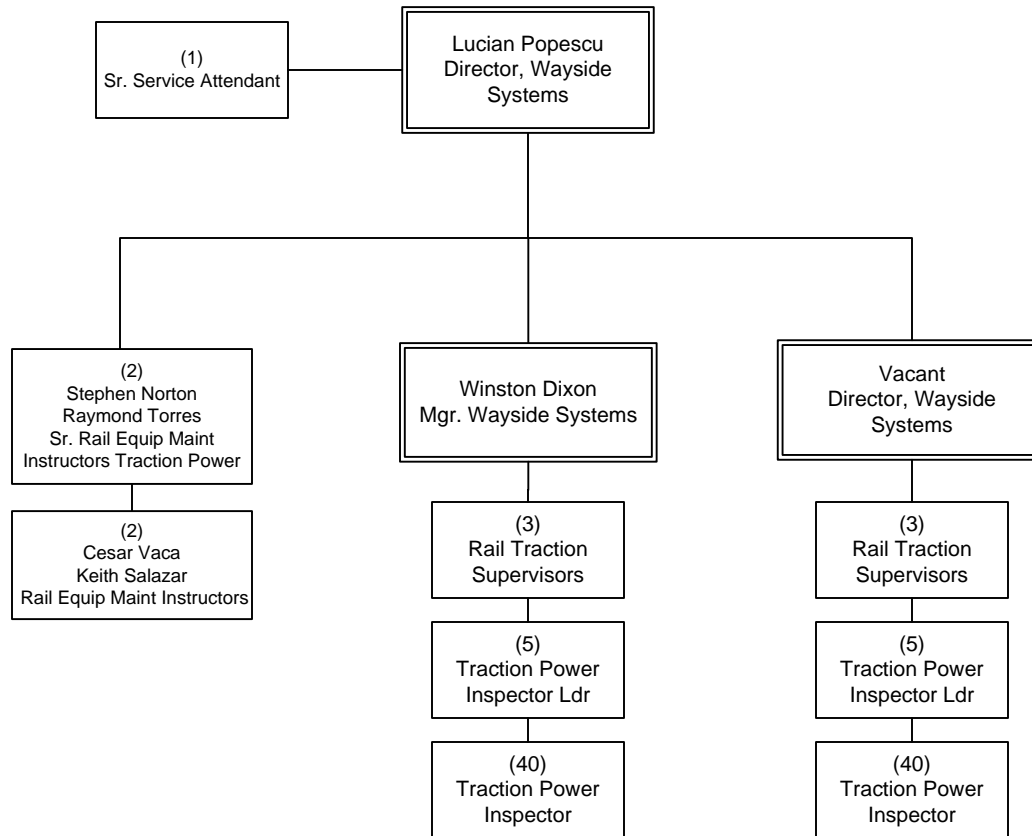 (1)
Sr. Service Attendant
Lucian Popescu
Director, Wayside
Systems
(2)
Stephen Norton
Raymond Torres
Sr. Rail Equip Maint
Instructors Traction Power
Winston Dixon
Mgr. Wayside Systems
Vacant
Director, Wayside
Systems
(2)
Cesar Vaca
Keith Salazar
Rail Equip Maint Instructors
(3)
Rail Traction
Supervisors
(3)
Rail Traction
Supervisors
(5)
Traction Power
Inspector Ldr
(5)
Traction Power
Inspector Ldr
(40)
Traction Power
Inspector
(40)
Traction Power
Inspector